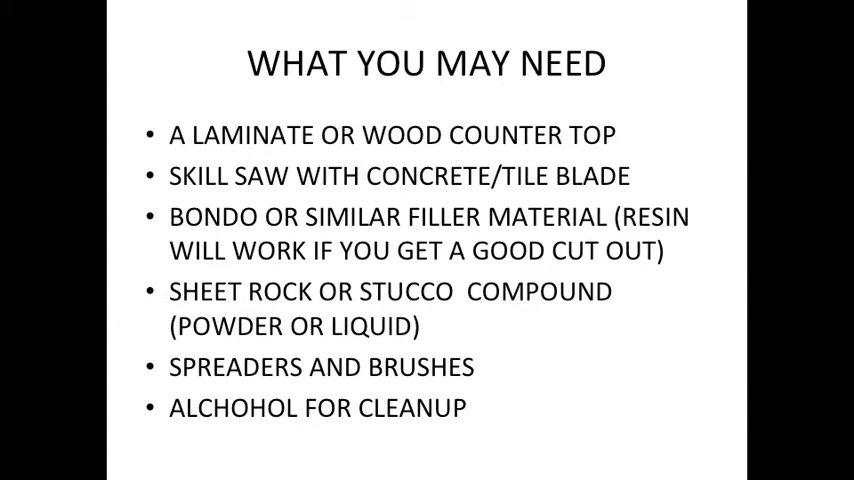 WHAT YOU MAY NEED
• A LAMINATE OR WOOD COUNTER TOP
• SKILL SAW WITH CONCRETE/TILE BLADE
• BONDO OR SIMILAR FILLER MATERIAL (RESIN
WILL WORK IF YOU GET A GOOD CUT OUT)
• SHEET ROCK OR STUCCO  COMPOUND
(POWDER OR LIQUID)
• SPREADERS AND BRUSHES
• ALCHOHOL FOR CLEANUP